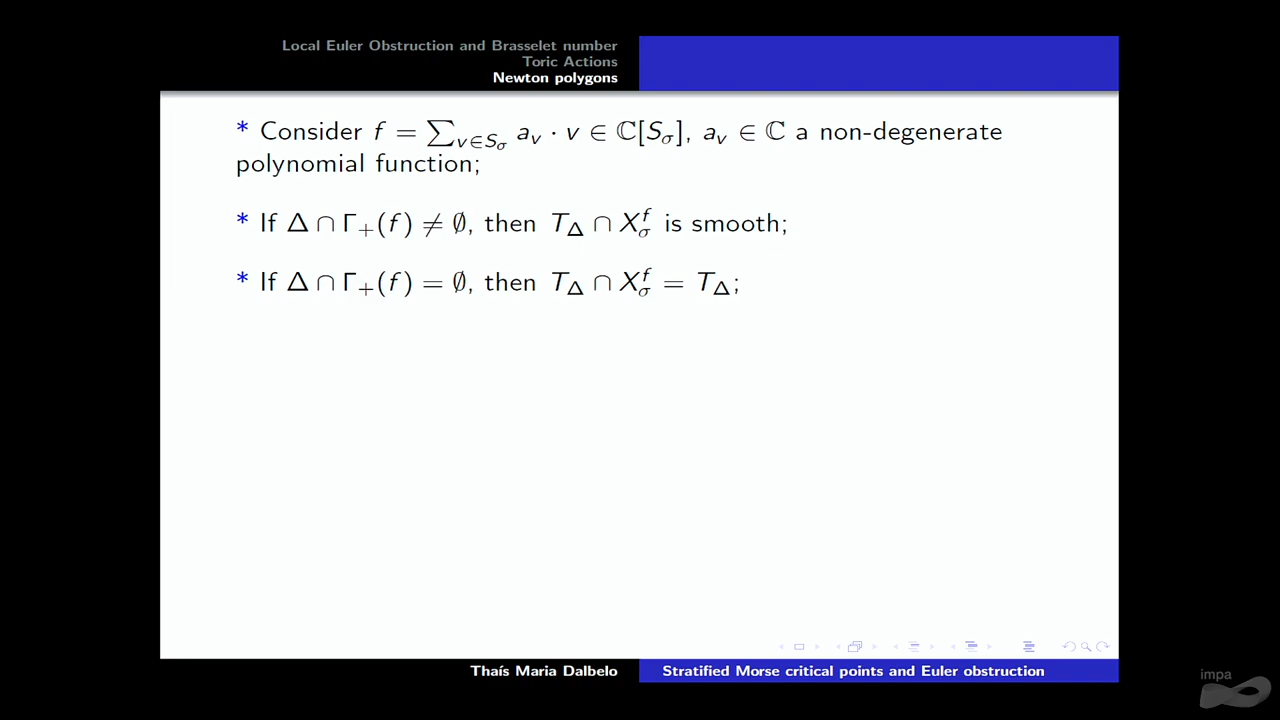 Local Euler Obstruction and Brasselet number
Toric Actions
Newton polygons
* Consider f = ∑_{v∈S_σ} a_v · v ∈ ℂ[S_σ], a_v ∈ ℂ a non-degenerate
polynomial function;
* If Δ ∩ Γ_+(f) ≠ ∅, then T_Δ ∩ X_σ^f is smooth;
* If Δ ∩ Γ_+(f) = ∅, then T_Δ ∩ X_σ^f = T_Δ;
Thaís Maria Dalbelo
Stratified Morse critical points and Euler obstruction
impa